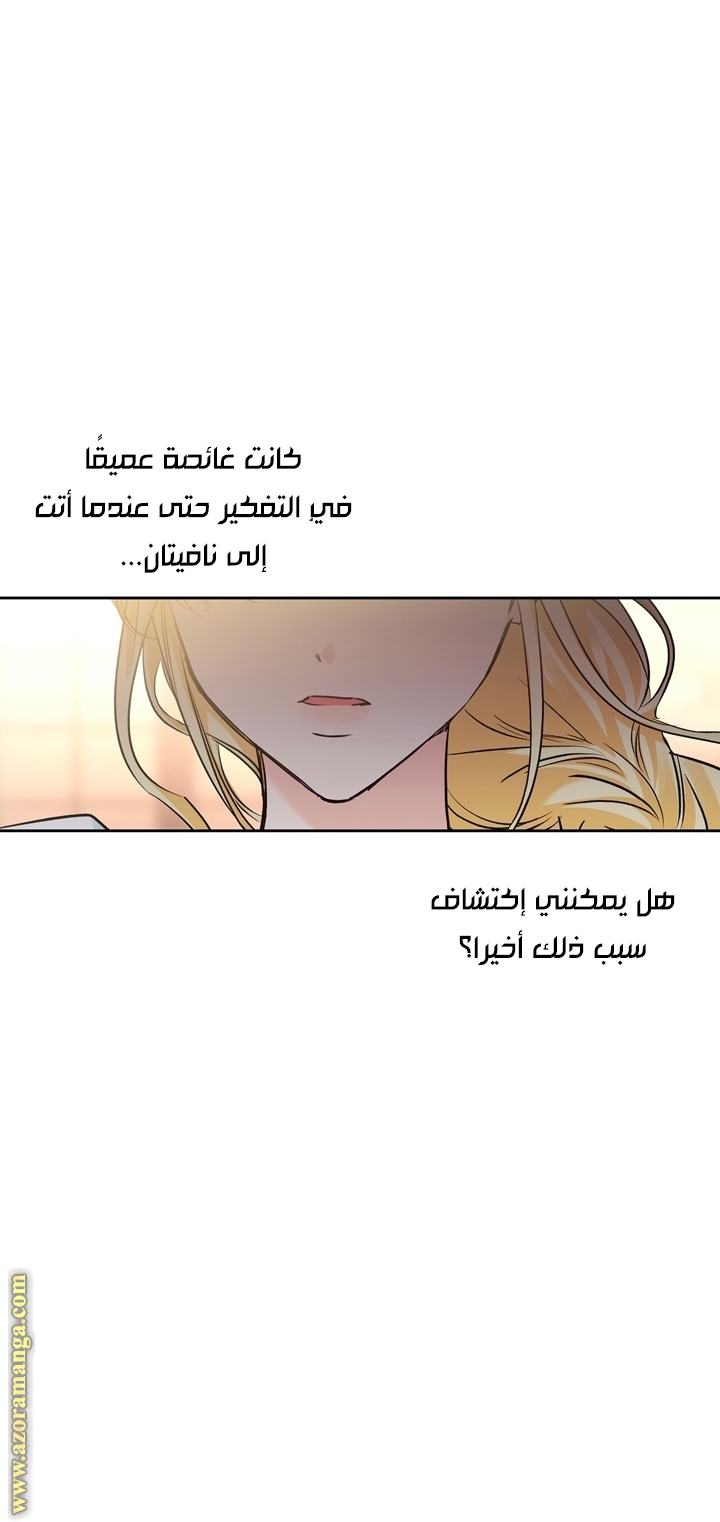 كانت غائصة عميقًا
في التفكير حتى عندما أتت
إلى نافيتان...
هل يمكنني إكتشاف
سبب ذلك أخيرا؟
www.azoramanga.com